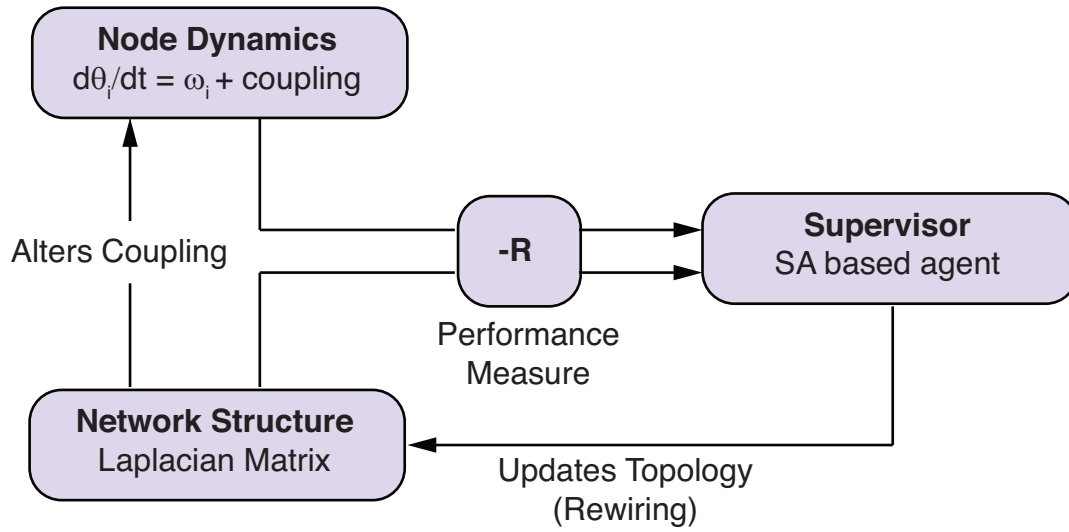 Node Dynamics
dθi/dt = ωi + coupling
Alters Coupling
-R
Performance
Measure
Supervisor
SA based agent
Network Structure
Laplacian Matrix
Updates Topology
(Rewiring)